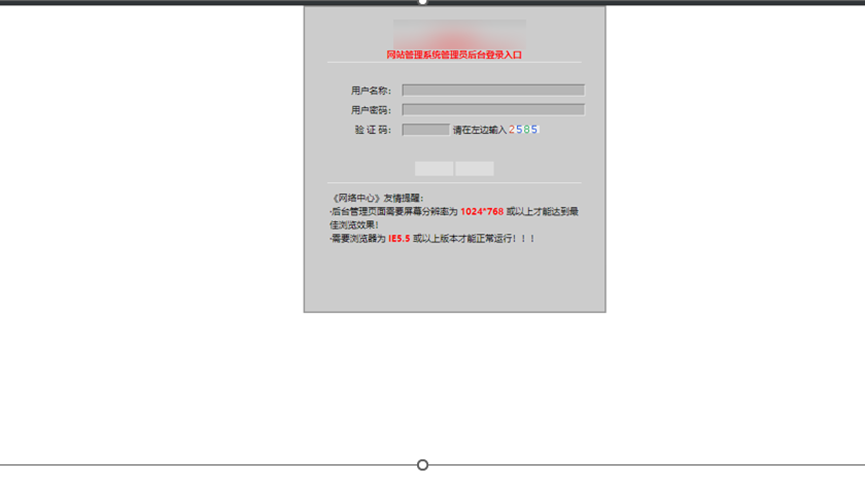 网站管理系统管理员后台登录入口
用户名称：
用户密码：
验 证 码： 请在左边输入 2585
《网络中心》友情提醒：
·后台管理页面需要屏幕分辨率为 1024*768 或以上才能达到最
佳浏览效果！
·需要浏览器为 IE5.5 或以上版本才能正常运行！！！